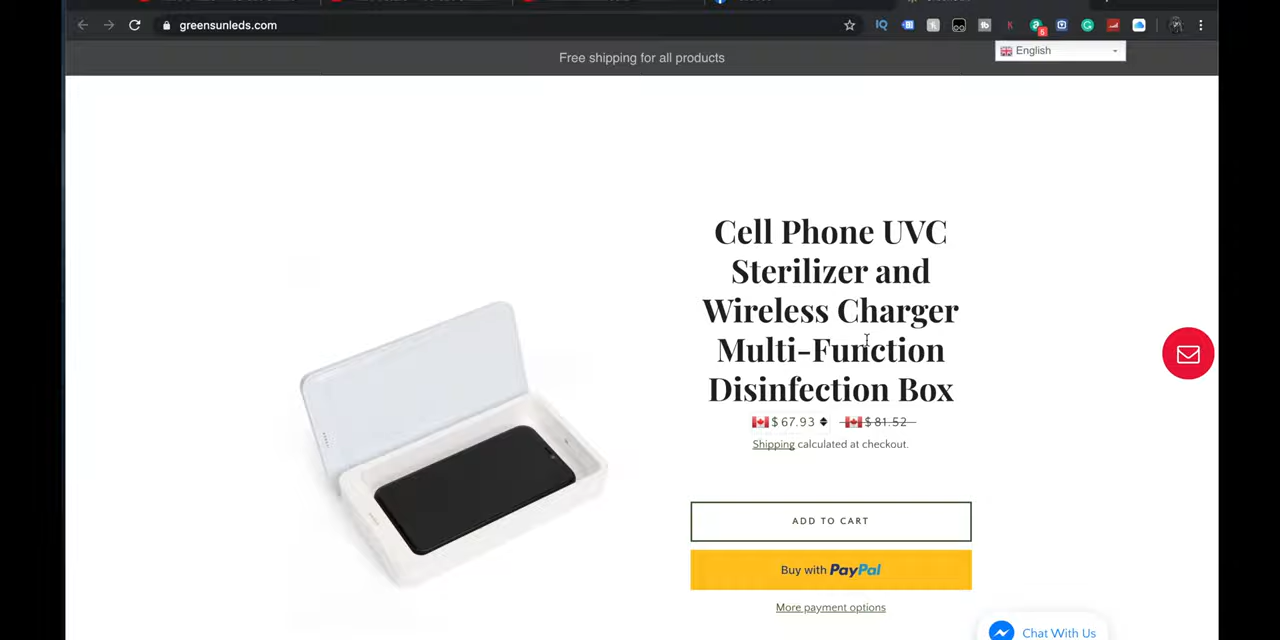 greensunleds.com
Free shipping for all products
English
Cell Phone UVC
Sterilizer and
Wireless Charger
Multi-Function
Disinfection Box
$ 67.93 $ 81.52
Shipping calculated at checkout.
ADD TO CART
Buy with PayPal
More payment options
Chat With Us